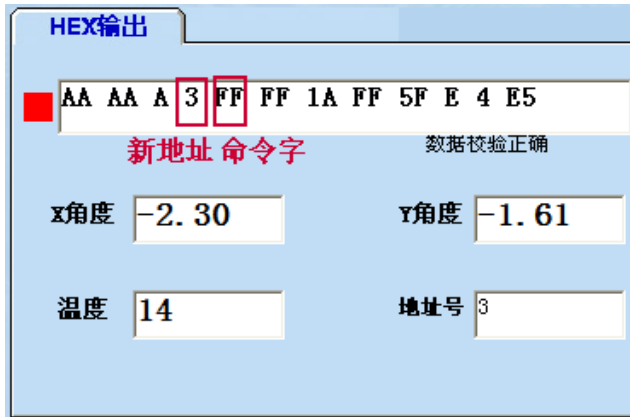 HEX输出
AA AA A 3 FF FF 1A FF 5F E 4 E5
新地址 命令字 数据校验正确
X角度 -2.30 Y角度 -1.61
温度 14 地址号 3